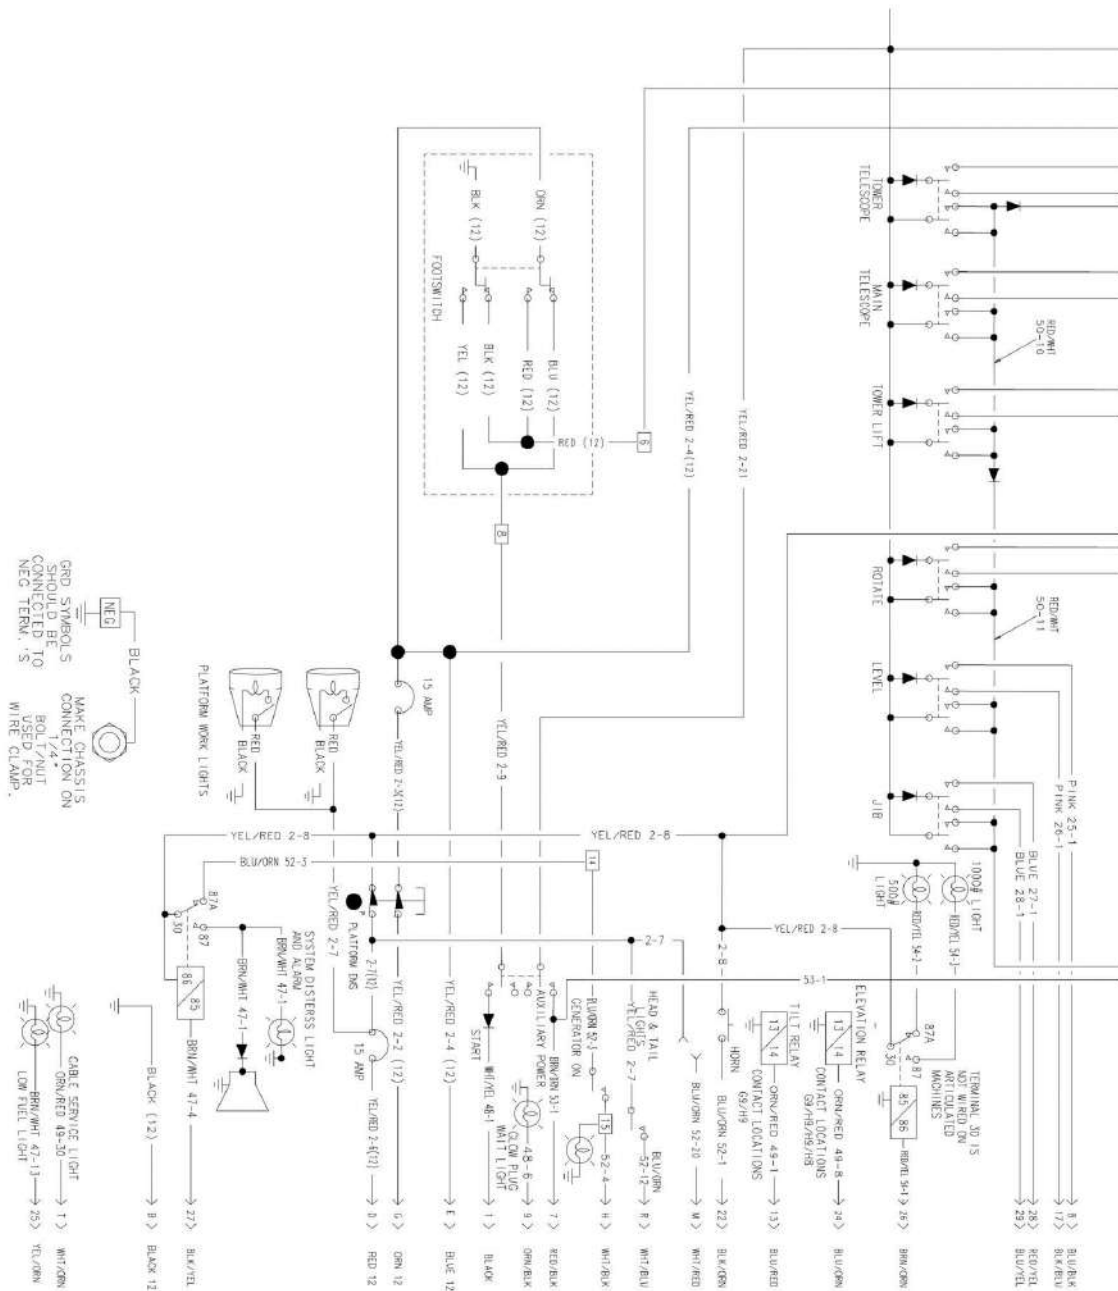 TOWER
TELESCOPE
MAIN
TELESCOPE
RED/WHT
50-10
TOWER LIFT
ROTATE
RED/WHT
50-11
LEVEL
JIB
PINK 25-1
PINK 26-1
BLUE 27-1
BLUE 28-1
BLK (12)
ORN (12)
FOOTSWITCH
YEL (12)
BLK (12)
RED (12)
BLU (12)
RED (12)
6
8
YEL/RED 2-4(12)
YEL/RED 2-21
YEL/RED 2-9
15 AMP
YEL/RED 2-3(12)
GRD SYMBOLS
SHOULD BE
CONNECTED TO
NEG TERM.'S
NEG
BLACK
MAKE CHASSIS
CONNECTION ON
1/4"
BOLT/NUT
USED FOR
WIRE CLAMP.
PLATFORM WORK LIGHTS
RED
BLACK
RED
BLACK
YEL/RED 2-8
YEL/RED 2-8
BLU/ORN 52-3
14
87A
30
87
86
85
BRN/WHT 47-4
BRN/WHT 47-1
BRN/WHT 47-1
SYSTEM DISTERSS LIGHT
AND ALARM
YEL/RED 2-7
P
PLATFORM EMS
2-7(12)
15 AMP
YEL/RED 2-6(12)
YEL/RED 2-2 (12)
YEL/RED 2-4 (12)
START
WHT/YEL 48-1
AUXILIARY POWER
GLOW PLUG
WAIT LIGHT
48-6
BRN/BRN 53-1
53-1
GENERATOR ON
BLU/ORN 52-3
15
52-4
HEAD & TAIL
LIGHTS
YEL/RED 2-7
2-7
BLU/ORN
52-12
BLU/ORN 52-20
YEL/RED 2-8
2-8
HORN
BLU/ORN 52-1
TILT RELAY
13
14
ORN/RED 49-1
CONTACT LOCATIONS
G9/H9
ELEVATION RELAY
13
14
ORN/RED 49-8
CONTACT LOCATIONS
G9/H9/H9/H8
500#
LIGHT
1000# LIGHT
RED/YEL 54-2
RED/YEL 54-3
87A
30
87
85
86
RED/YEL 54-1
TERMINAL 30 IS
NOT WIRED ON
ARTICULATED
MACHINES
CABLE SERVICE LIGHT
ORN/RED 49-30
BRN/WHT 47-13
LOW FUEL LIGHT
BLACK (12)
25
YEL/ORN
T
WHT/ORN
B
BLACK 12
27
BLK/YEL
D
RED 12
G
ORN 12
E
BLUE 12
1
BLACK
9
ORN/BLK
7
RED/BLK
H
WHT/BLK
R
WHT/BLU
M
WHT/RED
22
BLK/ORN
13
BLU/RED
24
BLU/ORN
26
BRN/ORN
29
BLU/YEL
28
RED/YEL
17
BLK/BLU
8
BLU/BLK